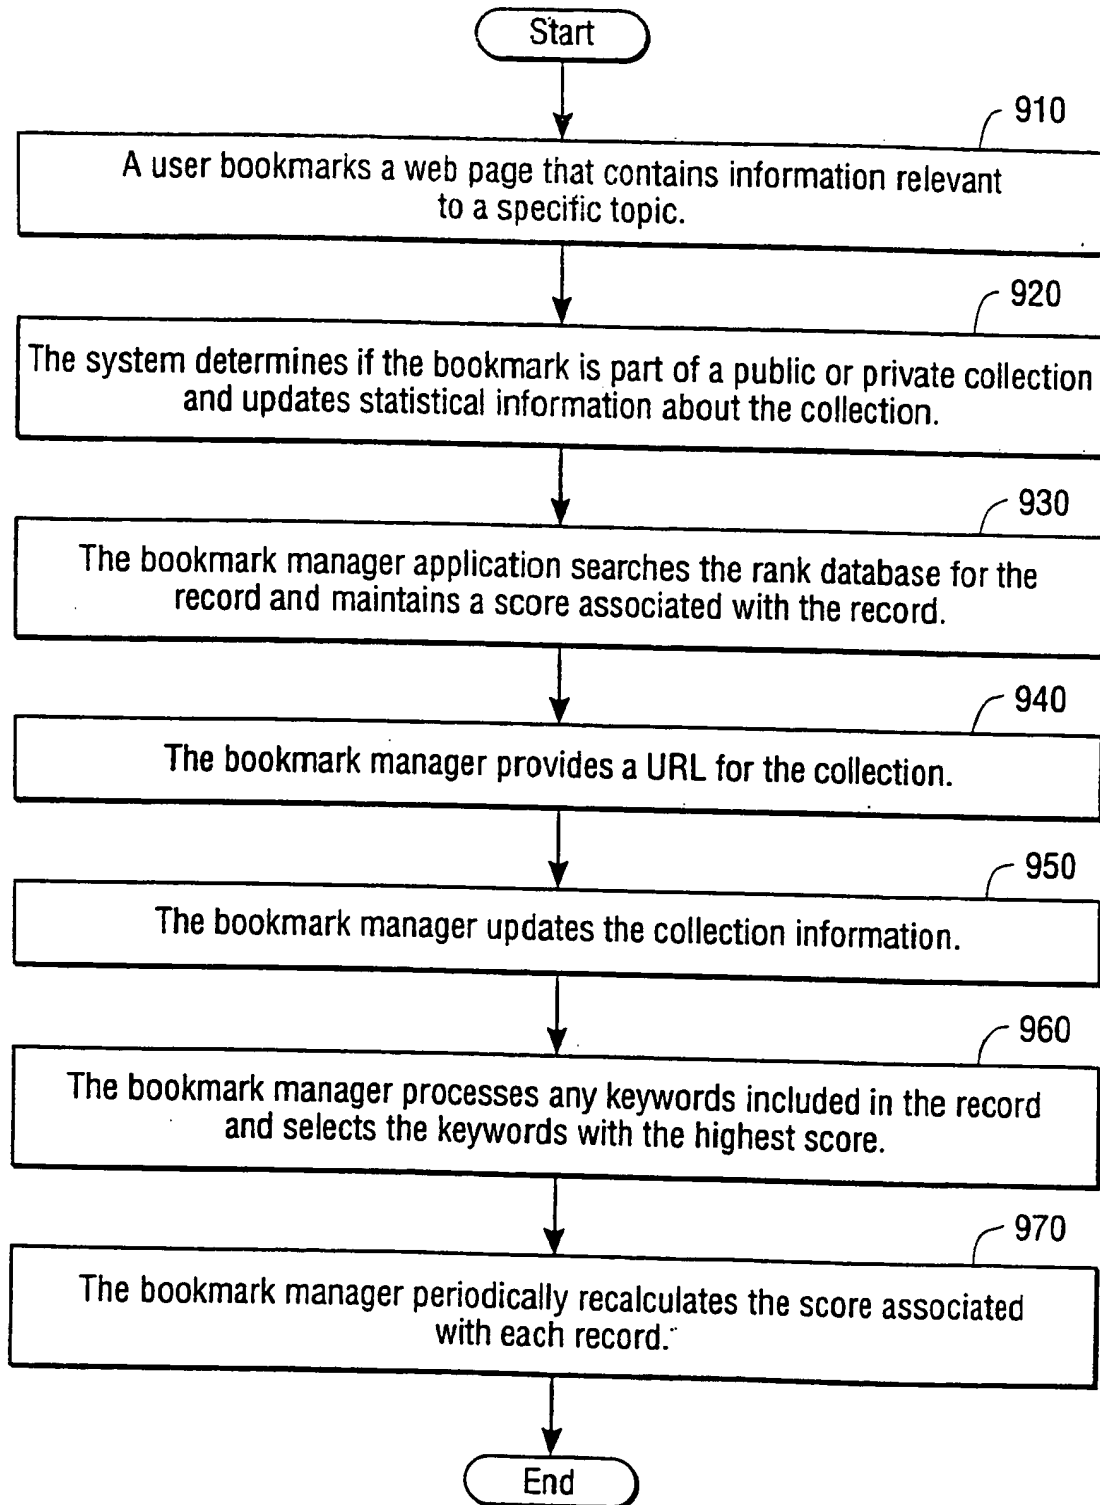 Start
910
A user bookmarks a web page that contains information relevant
to a specific topic.
920
The system determines if the bookmark is part of a public or private collection
and updates statistical information about the collection.
930
The bookmark manager application searches the rank database for the
record and maintains a score associated with the record.
940
The bookmark manager provides a URL for the collection.
950
The bookmark manager updates the collection information.
960
The bookmark manager processes any keywords included in the record
and selects the keywords with the highest score.
970
The bookmark manager periodically recalculates the score associated
with each record.
End